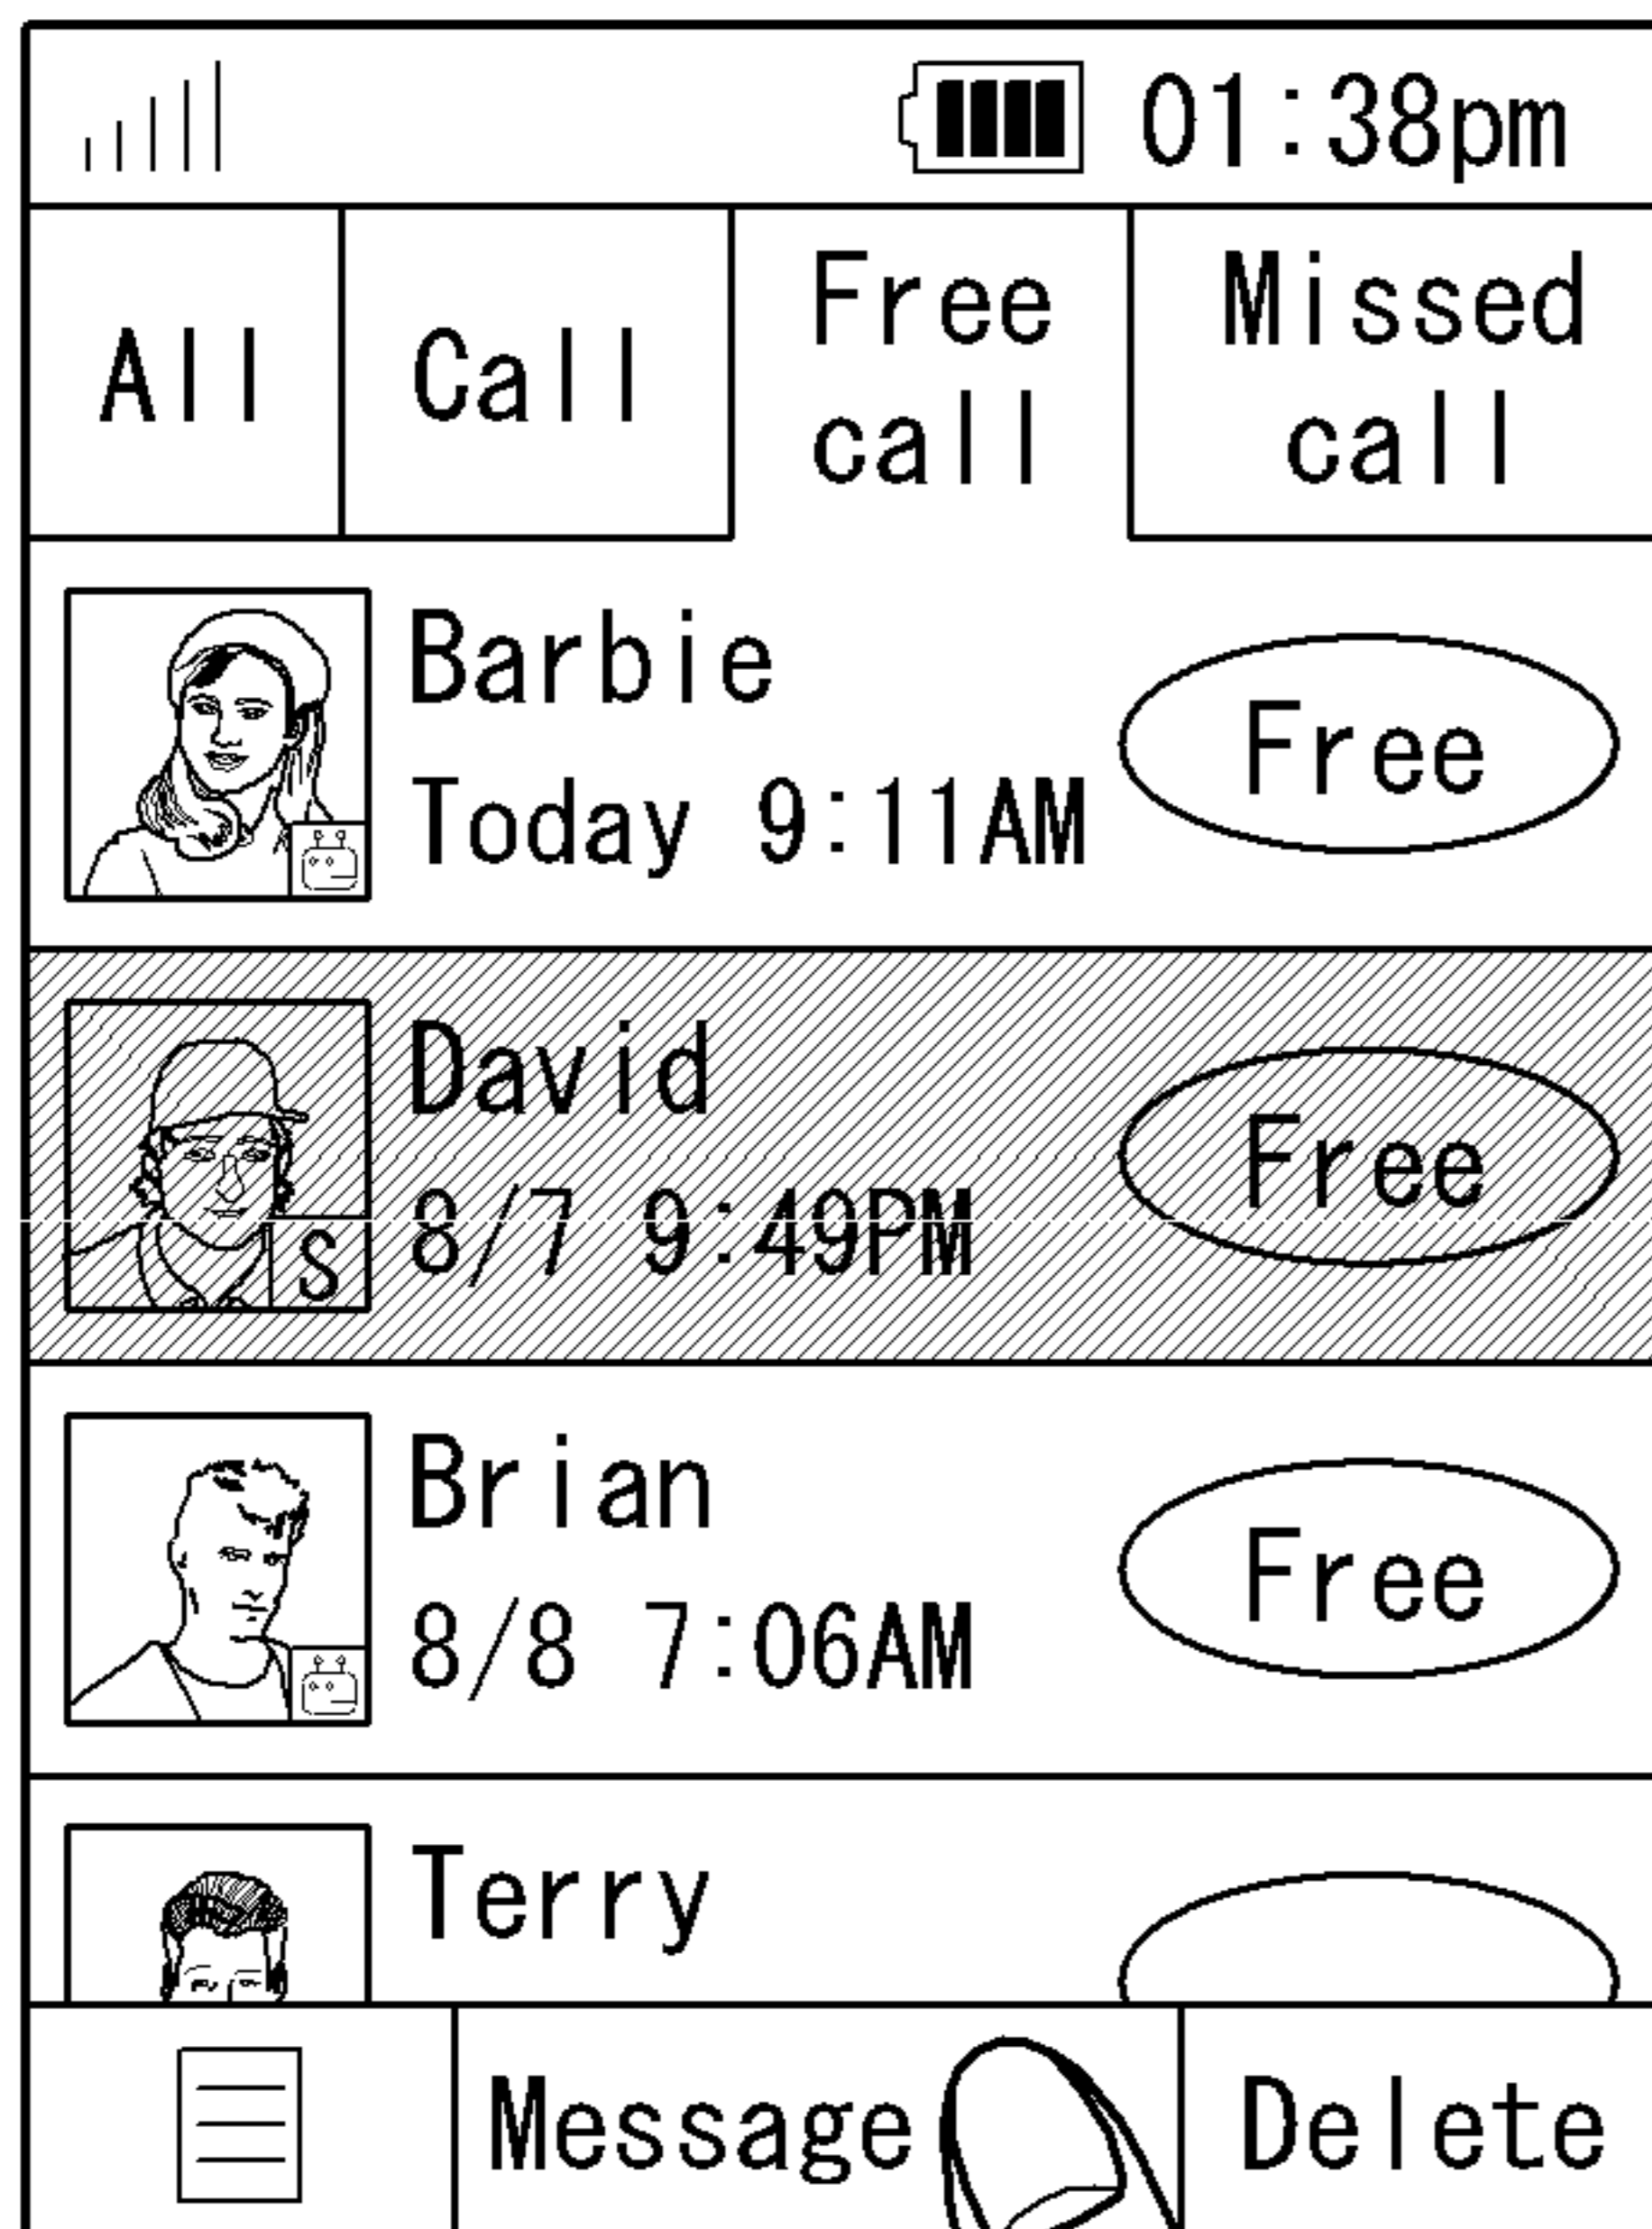 01:38pm
All
Call
Free
call
Missed
call
Barbie
Today 9:11AM
Free
David
8/7 9:49PM
S
Free
Brian
8/8 7:06AM
Free
Terry
Message
Delete